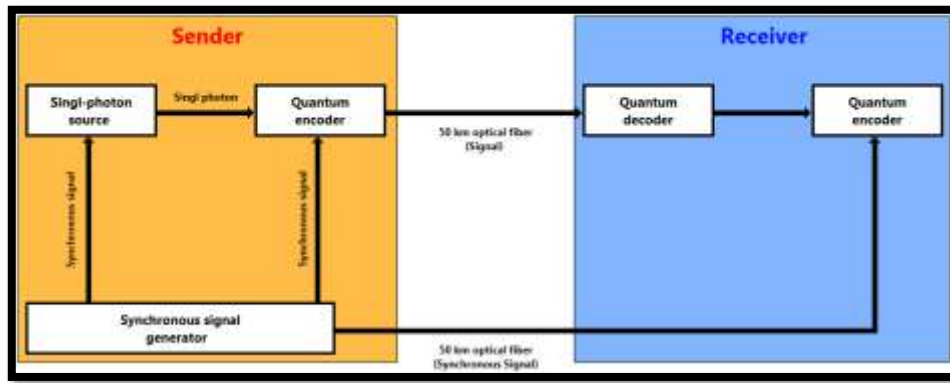 Sender
Receiver
Singl-photon
source
Singl photon
Quantum
encoder
50 km optical fiber
(Signal)
Quantum
decoder
Quantum
encoder
Synchronous signal
Synchronous signal
Synchronous signal
generator
50 km optical fiber
(Synchronous Signal)